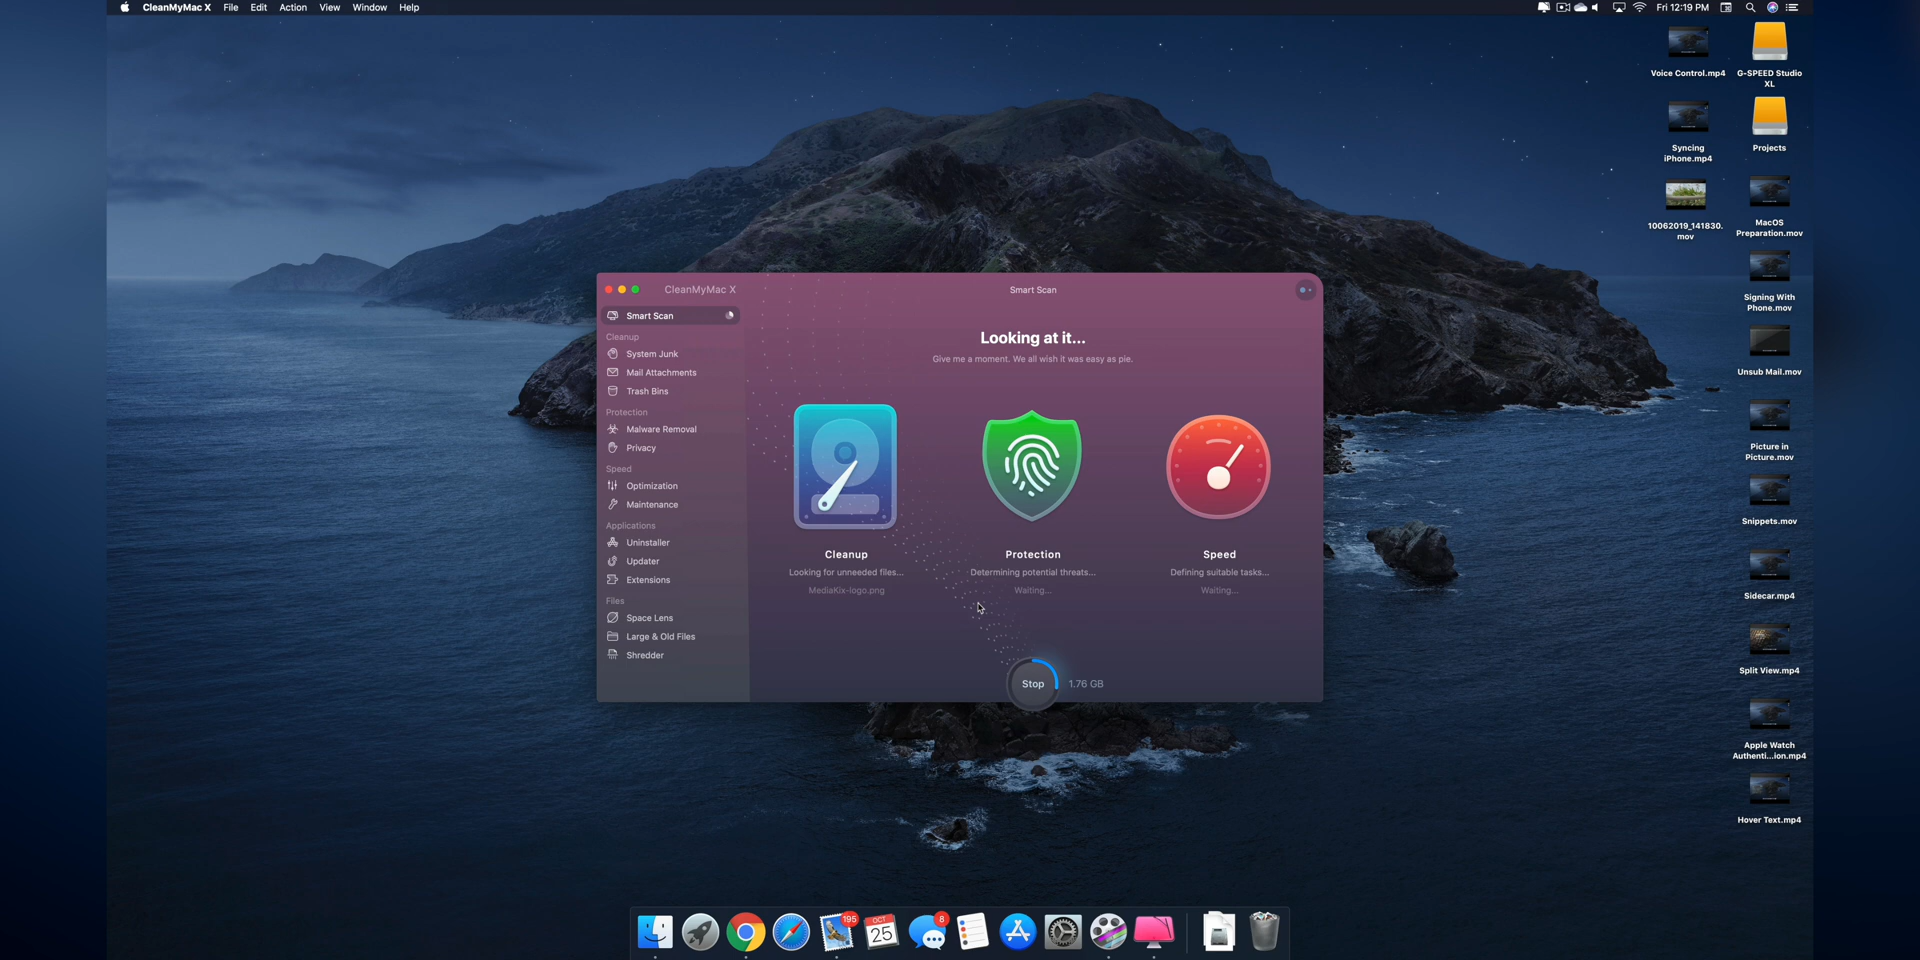 CleanMyMac X File Edit Action View Window Help
Fri 12:19 PM
Voice Control.mp4
G-SPEED Studio
XL
Syncing
iPhone.mp4
Projects
10062019_141830.
mov
MacOS
Preparation.mov
Signing With
Phone.mov
Unsub Mail.mov
Picture in
Picture.mov
Snippets.mov
Sidecar.mp4
Split View.mp4
Apple Watch
Authenti...ion.mp4
Hover Text.mp4
CleanMyMac X
Smart Scan
Smart Scan
Cleanup
System Junk
Mail Attachments
Trash Bins
Protection
Malware Removal
Privacy
Speed
Optimization
Maintenance
Applications
Uninstaller
Updater
Extensions
Files
Space Lens
Large & Old Files
Shredder
Looking at it...
Give me a moment. We all wish it was easy as pie.
Cleanup
Looking for unneeded files...
MediaKix-logo.png
Protection
Determining potential threats...
Waiting...
Speed
Defining suitable tasks...
Waiting...
Stop
1.76 GB
195
OCT
25
8